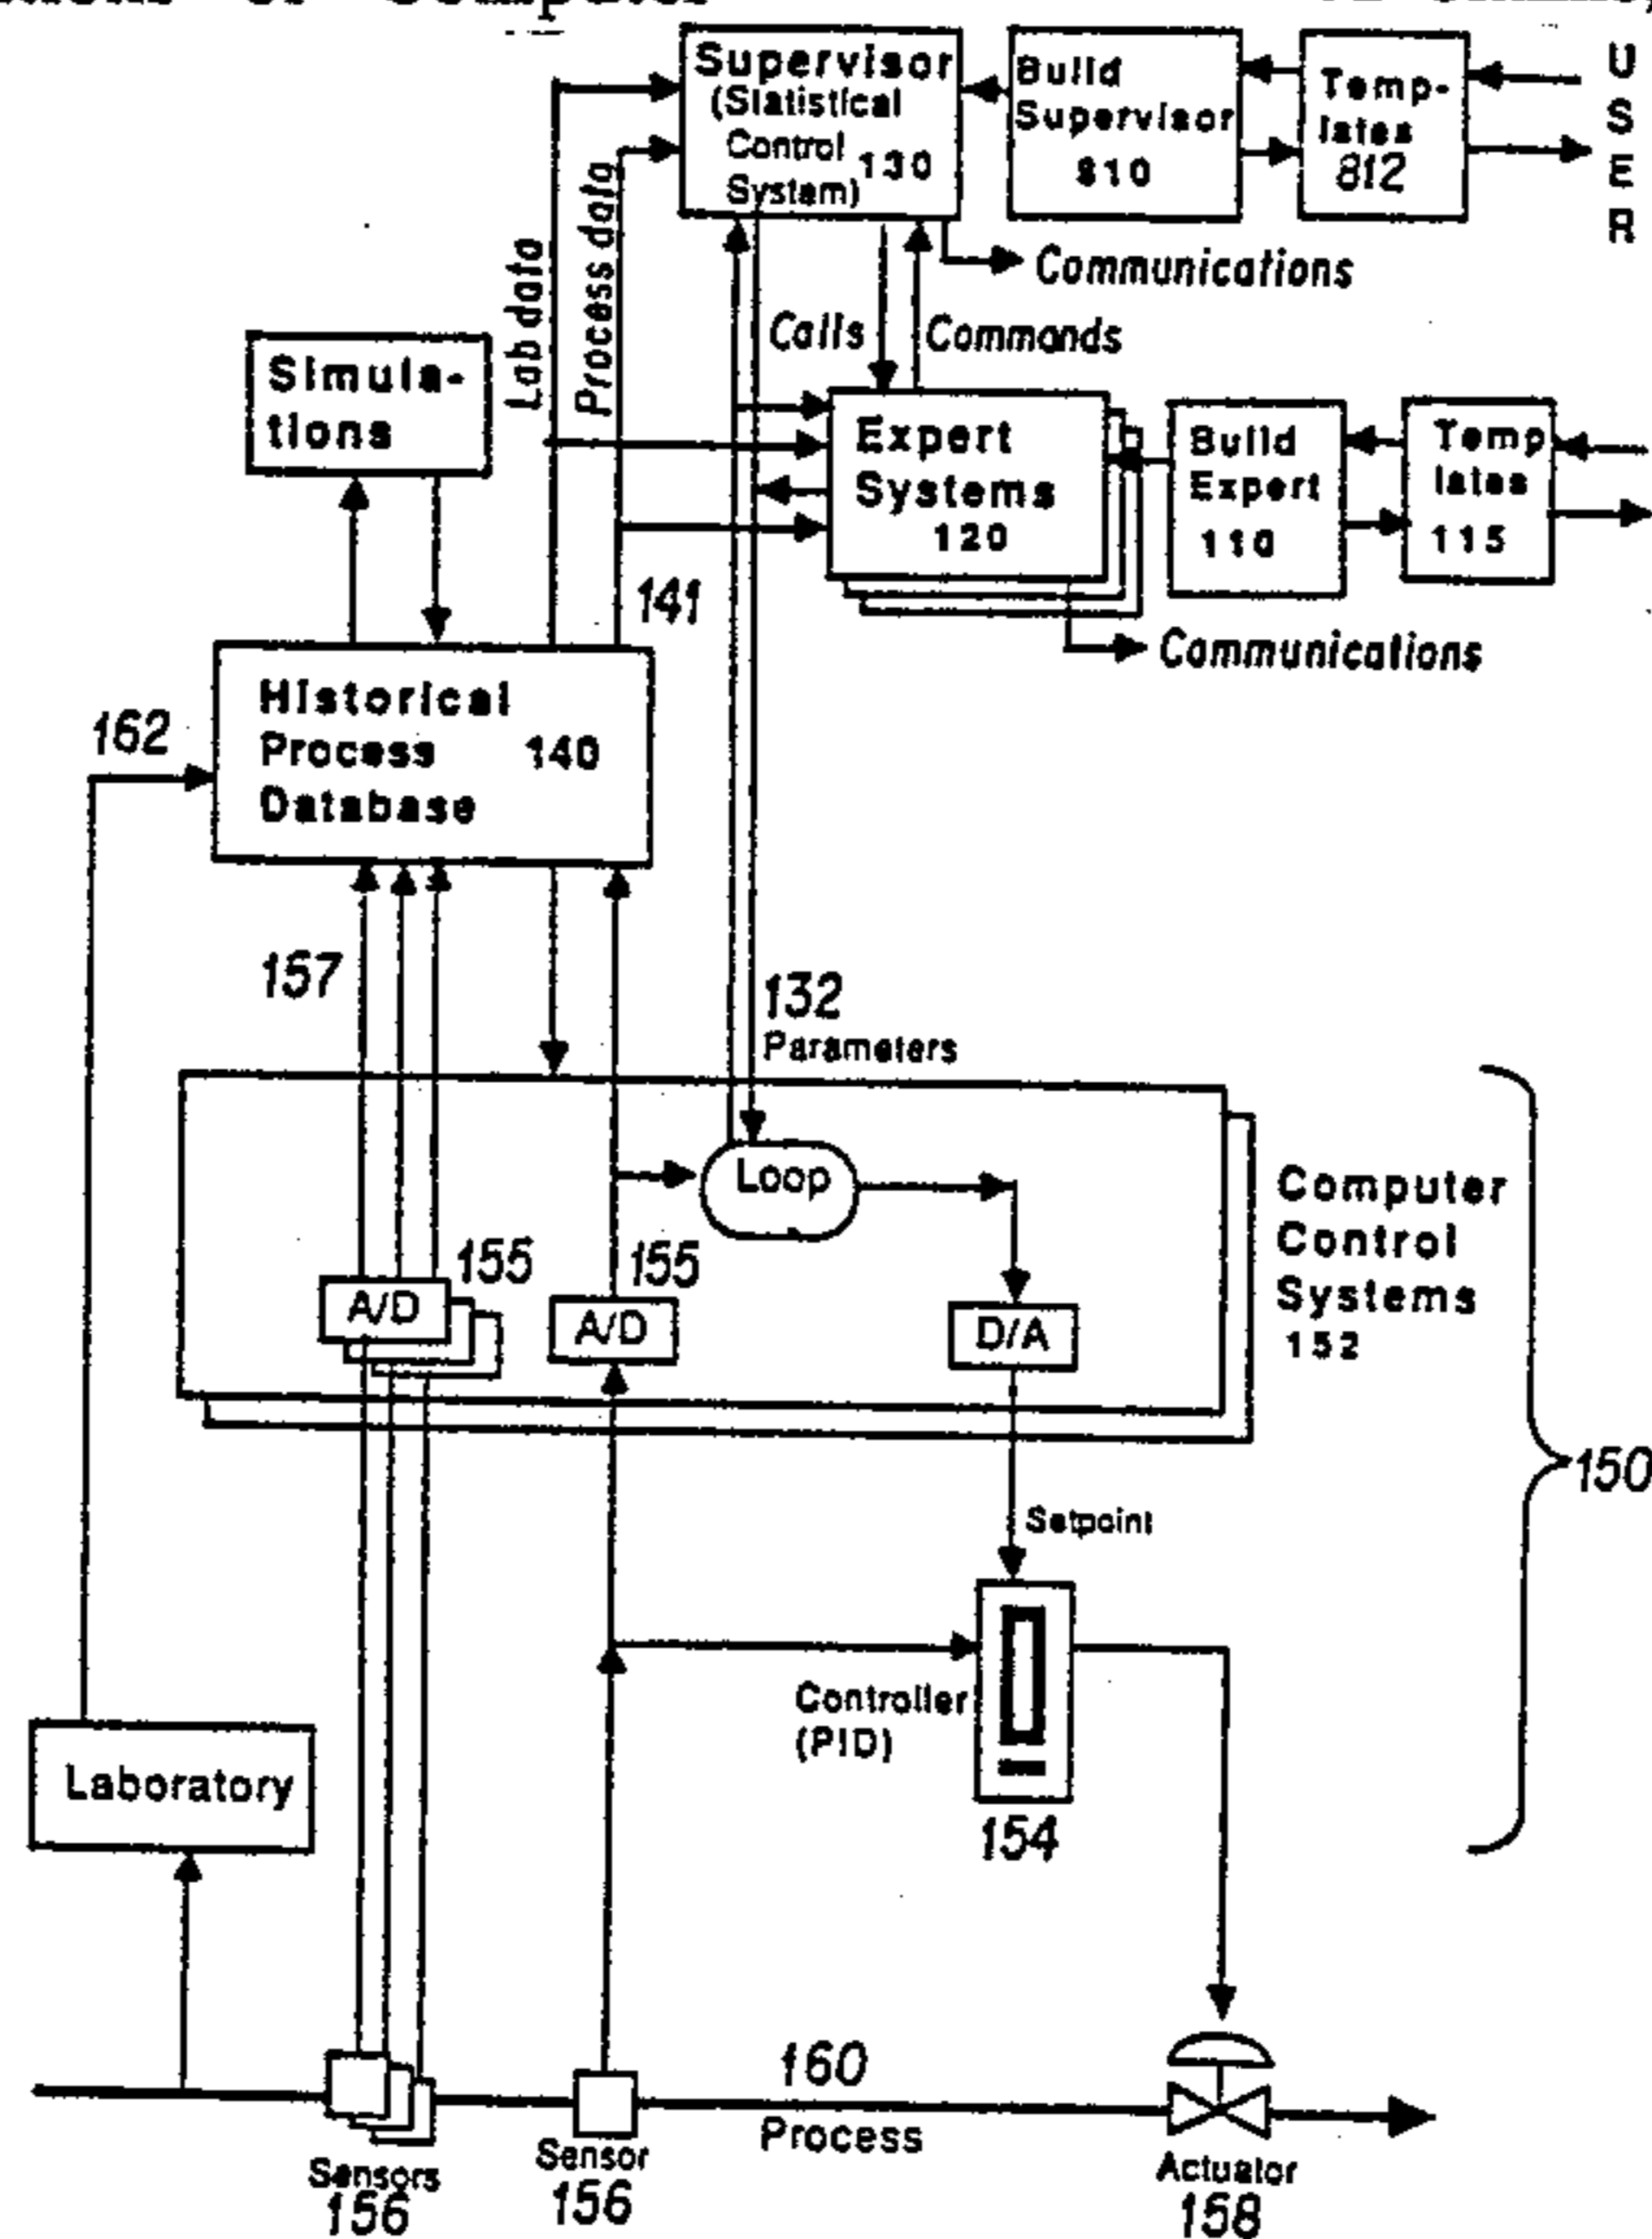 Supervisor
(Statistical
Control
System)
130
Build
Supervisor
810
Temp-
lates
812
USER
Lab data
Process data
Communications
Calls
Commands
Simula-
tions
Expert
Systems
120
Build
Expert
110
Temp
lates
115
141
Communications
162
Historical
Process 140
Database
157
132
Parameters
Loop
155
155
A/D
A/D
D/A
Computer
Control
Systems
152
150
Setpoint
Controller
(PID)
154
Laboratory
160
Process
Sensors
156
Sensor
156
Actuator
158